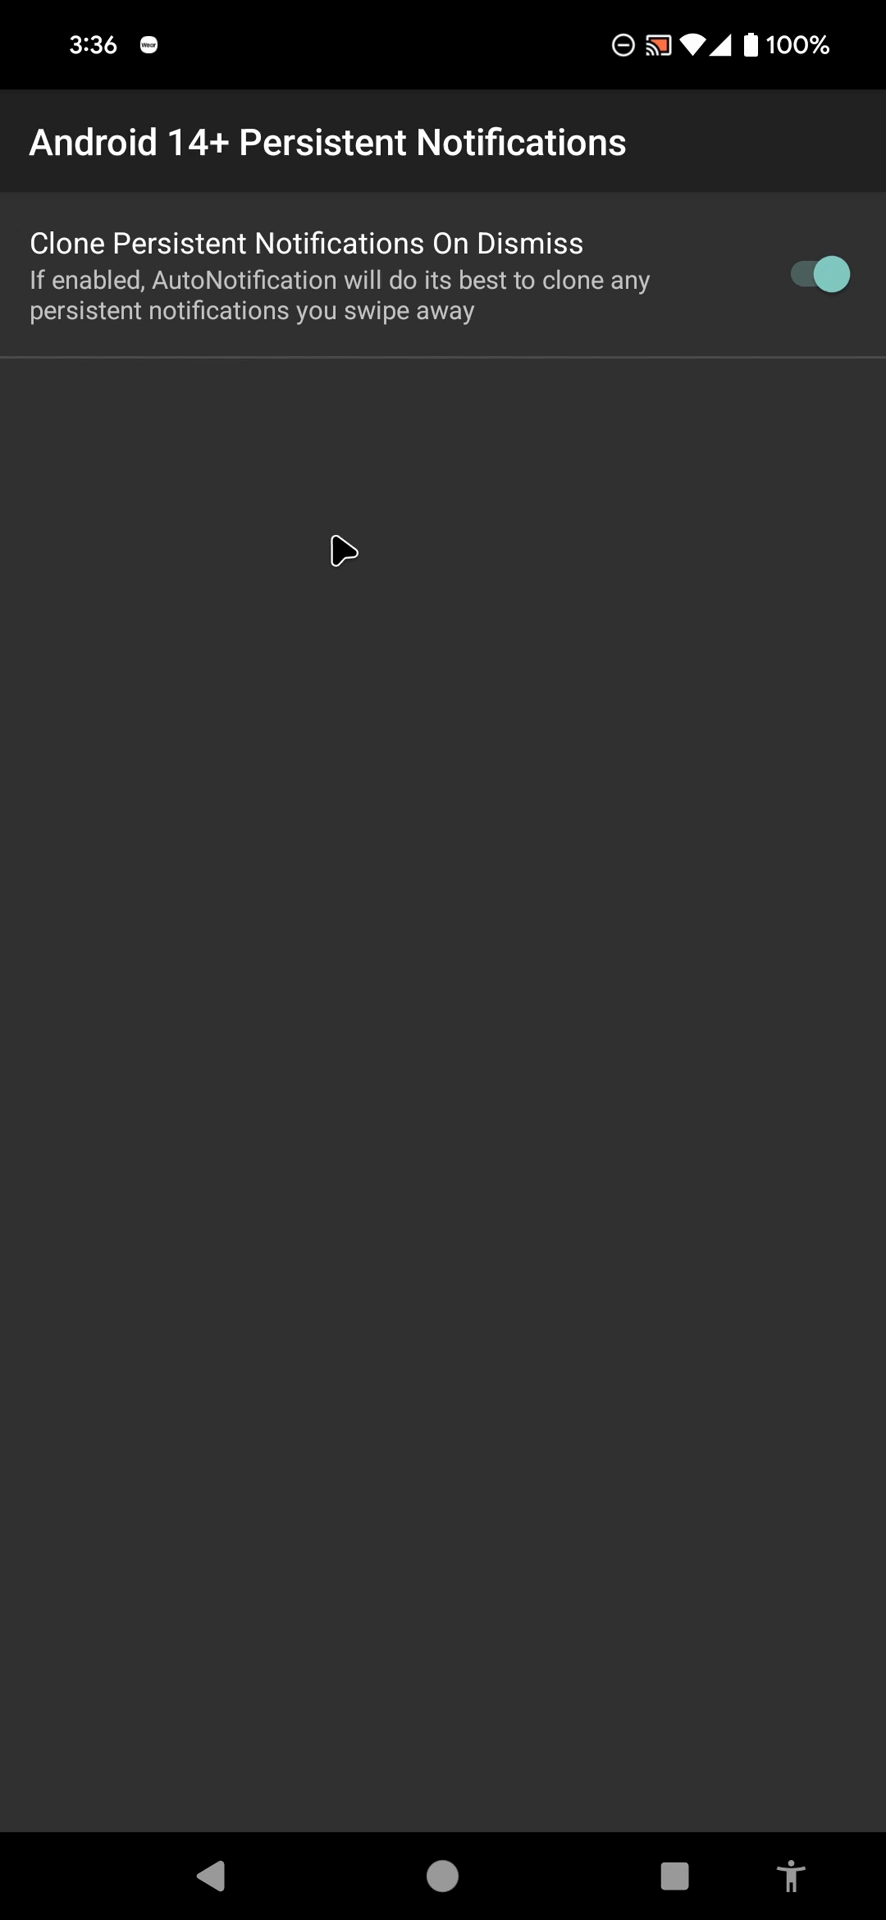 3:36
Wear
100%
Android 14+ Persistent Notifications
Clone Persistent Notifications On Dismiss
If enabled, AutoNotification will do its best to clone any
persistent notifications you swipe away